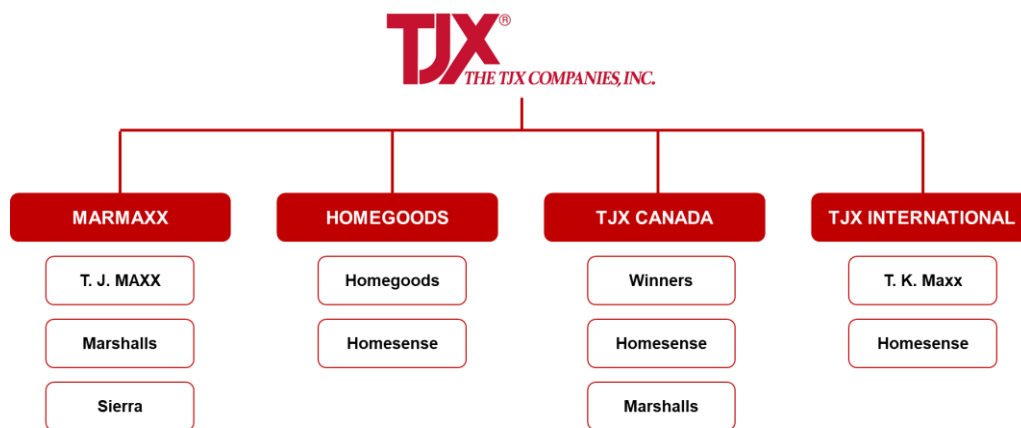 TJX®
THE TJX COMPANIES, INC.
MARMAXX
HOMEGOODS
TJX CANADA
TJX INTERNATIONAL
T. J. MAXX
Homegoods
Winners
T. K. Maxx
Marshalls
Homesense
Homesense
Homesense
Sierra
Marshalls